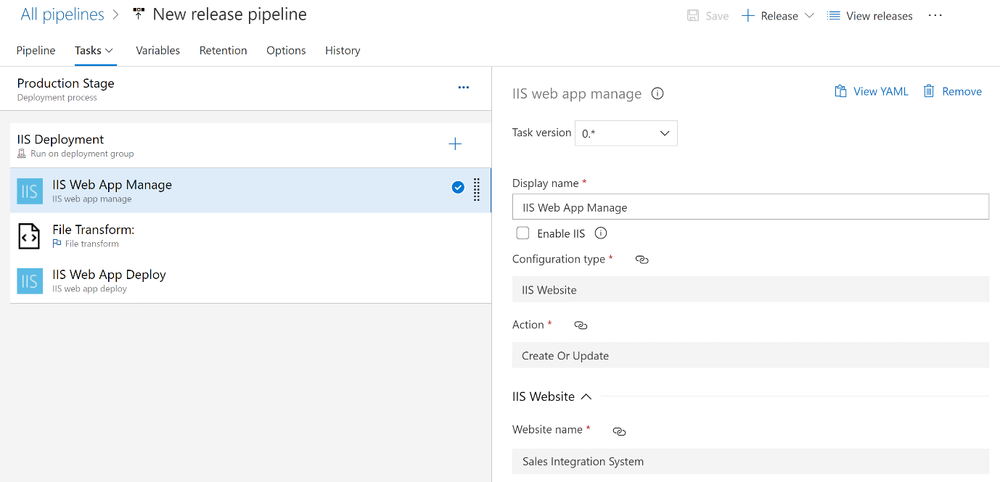 All pipelines > New release pipeline
Save + Release View releases ...
Pipeline Tasks Variables Retention Options History
Production Stage
Deployment process
IIS Deployment
Run on deployment group
IIS IIS Web App Manage
IIS web app manage
File Transform:
File transform
IIS IIS Web App Deploy
IIS web app deploy
IIS web app manage
View YAML Remove
Task version 0.*
Display name *
IIS Web App Manage
Enable IIS
Configuration type *
IIS Website
Action *
Create Or Update
IIS Website
Website name *
Sales Integration System